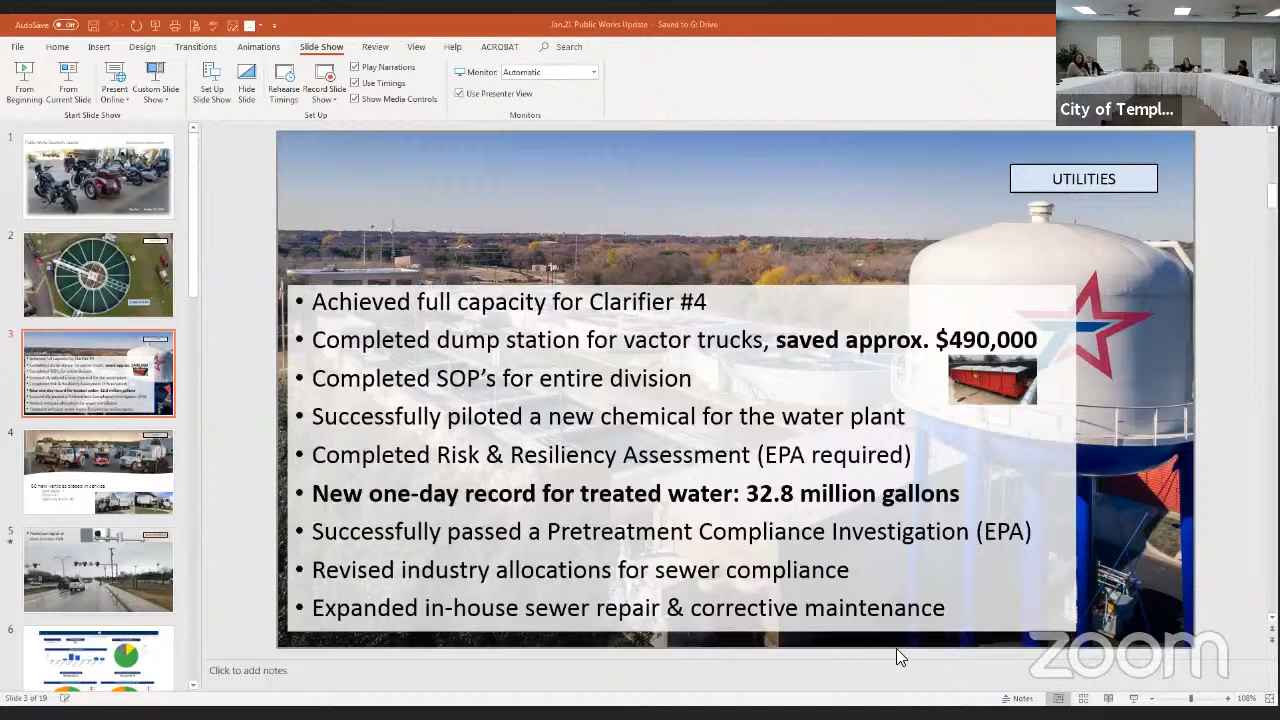 AutoSave Off
Jan.21 Public Works Update - Saved to G: Drive
File Home Insert Design Transitions Animations Slide Show Review View Help ACROBAT Search
From Beginning
From Current Slide
Present Online
Custom Slide Show
Start Slide Show
Set Up Slide Show
Hide Slide
Rehearse Timings
Record Slide Show
Play Narrations
Use Timings
Show Media Controls
Set Up
Monitor: Automatic
Use Presenter View
Monitors
City of Templ...
1
2
3
4
5
6
UTILITIES
• Achieved full capacity for Clarifier #4
• Completed dump station for vactor trucks, saved approx. $490,000
• Completed SOP's for entire division
• Successfully piloted a new chemical for the water plant
• Completed Risk & Resiliency Assessment (EPA required)
• New one-day record for treated water: 32.8 million gallons
• Successfully passed a Pretreatment Compliance Investigation (EPA)
• Revised industry allocations for sewer compliance
• Expanded in-house sewer repair & corrective maintenance
zoom
Click to add notes
Slide 3 of 19
Notes
108%